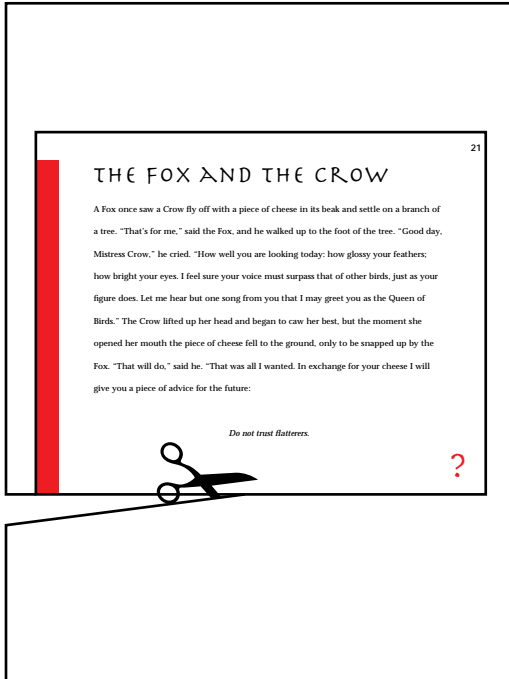 21
THE FOX AND THE CROW
A Fox once saw a Crow fly off with a piece of cheese in its beak and settle on a branch of
a tree. “That’s for me,” said the Fox, and he walked up to the foot of the tree. “Good day,
Mistress Crow,” he cried. “How well you are looking today: how glossy your feathers;
how bright your eyes. I feel sure your voice must surpass that of other birds, just as your
figure does. Let me hear but one song from you that I may greet you as the Queen of
Birds.” The Crow lifted up her head and began to caw her best, but the moment she
opened her mouth the piece of cheese fell to the ground, only to be snapped up by the
Fox. “That will do,” said he. “That was all I wanted. In exchange for your cheese I will
give you a piece of advice for the future:
Do not trust flatterers.
?